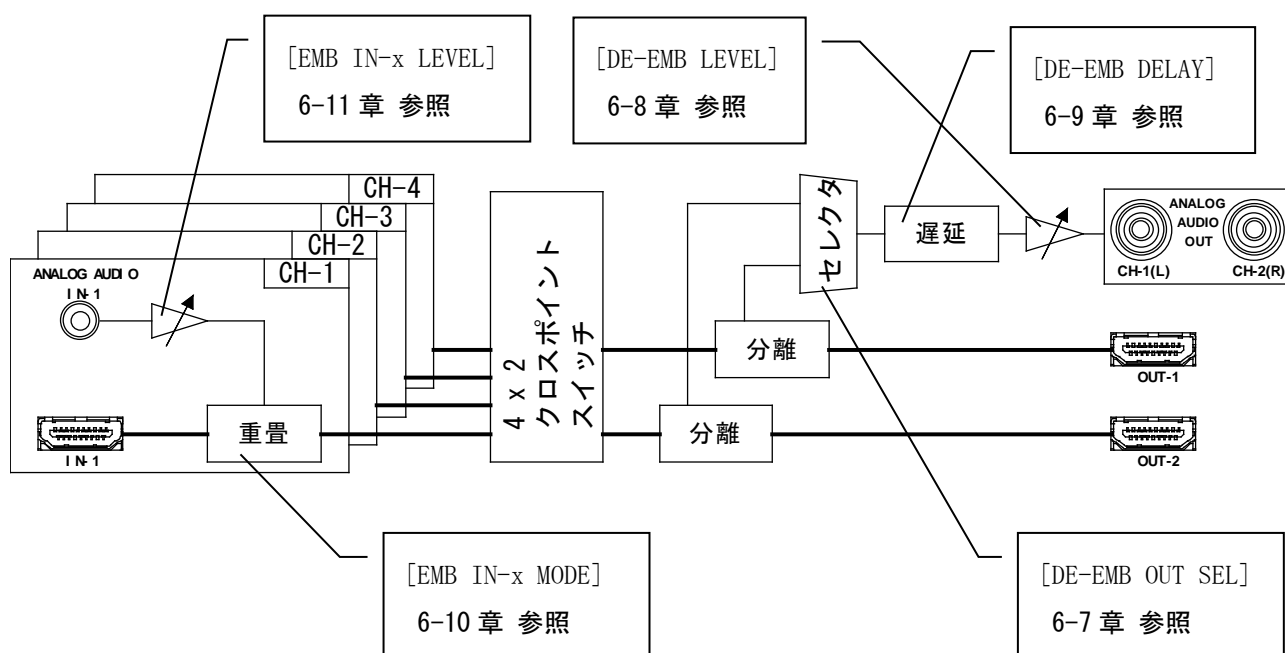 [EMB IN-x LEVEL]
6-11 章 参照
[DE-EMB LEVEL]
6-8 章 参照
[DE-EMB DELAY]
6-9 章 参照
CH-4
CH-3
CH-2
CH-1
ANALOG AUDIO
IN-1
重畳
IN-1
4 x 2
クロスポイント
スイッチ
セレクタ
遅延
ANALOG
AUDIO
OUT
CH-1(L)
CH-2(R)
分離
OUT-1
分離
OUT-2
[EMB IN-x MODE]
6-10 章 参照
[DE-EMB OUT SEL]
6-7 章 参照